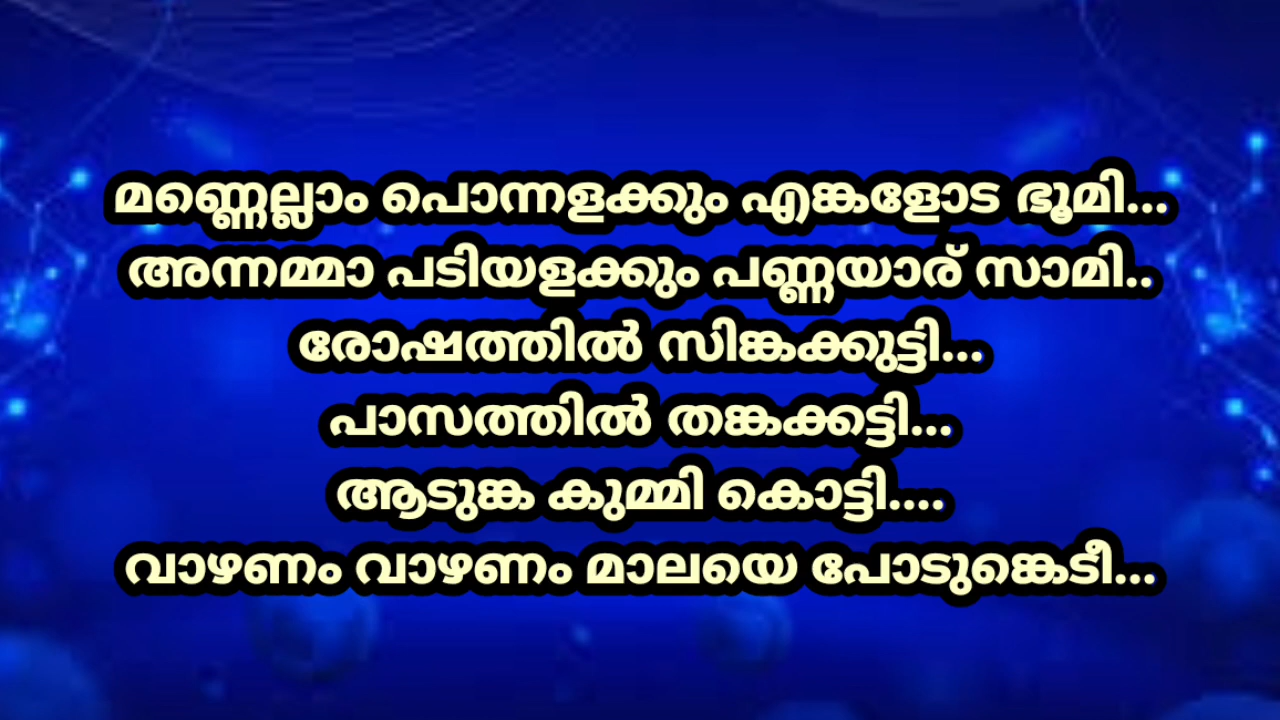 മണ്ണെല്ലാം പൊന്നളക്കും എങ്കളോട ഭൂമി...
അന്നമ്മാ പടിയളക്കും പണ്ണയാര് സാമി..
രോഷത്തിൽ സിങ്കക്കുട്ടി...
പാസത്തിൽ തങ്കക്കട്ടി...
ആടുങ്ക കുമ്മി കൊട്ടി....
വാഴണം വാഴണം മാലയെ പോടുങ്കെടീ...